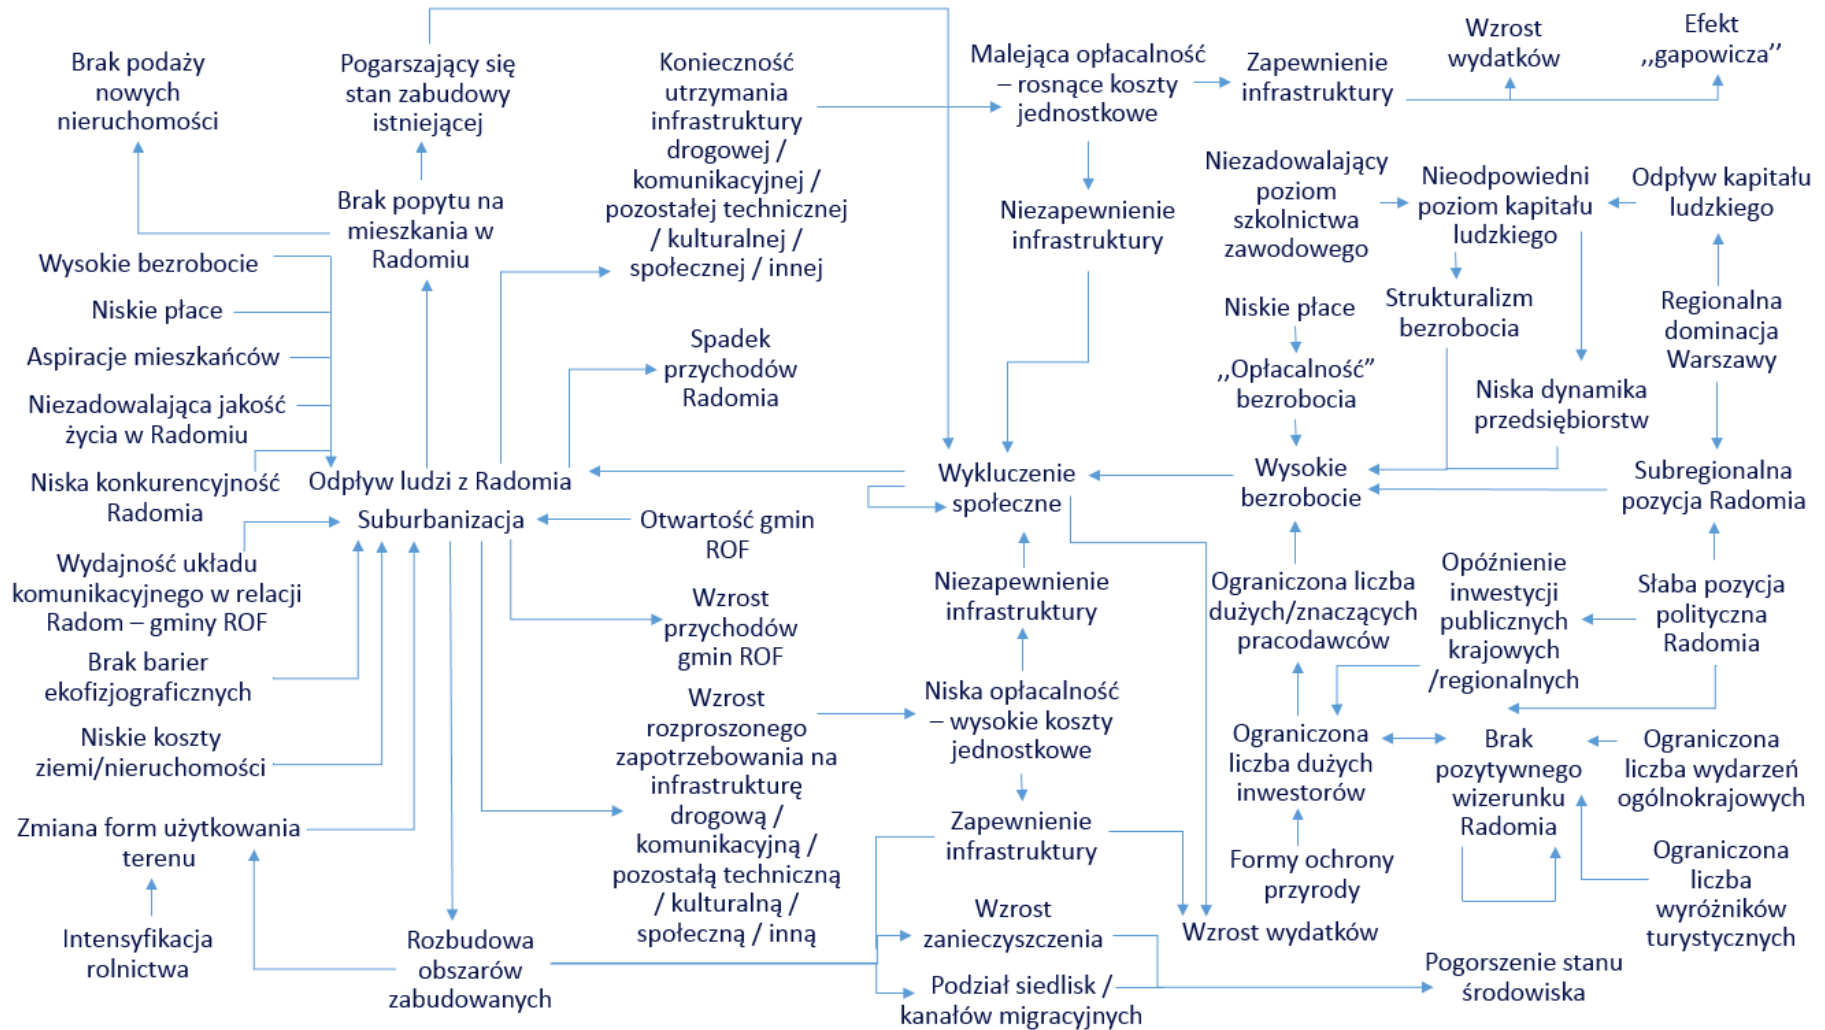 Brak podaży
nowych
nieruchomości
Pogarszający się
stan zabudowy
istniejącej
Konieczność
utrzymania
infrastruktury
drogowej /
komunikacyjnej /
pozostałej technicznej
/ kulturalnej /
społecznej / innej
Malejąca opłacalność
– rosnące koszty
jednostkowe
Zapewnienie
infrastruktury
Wzrost
wydatków
Efekt
,,gapowicza’’
Brak popytu na
mieszkania w
Radomiu
Niezapewnienie
infrastruktury
Niezadowalający
poziom
szkolnictwa
zawodowego
Nieodpowiedni
poziom kapitału
ludzkiego
Odpływ kapitału
ludzkiego
Wysokie bezrobocie
Niskie płace
Aspiracje mieszkańców
Niezadowalająca jakość
życia w Radomiu
Niska konkurencyjność
Radomia
Spadek
przychodów
Radomia
Niskie płace
,,Opłacalność”
bezrobocia
Strukturalizm
bezrobocia
Regionalna
dominacja
Warszawy
Niska dynamika
przedsiębiorstw
Odpływ ludzi z Radomia
Suburbanizacja
Wykluczenie
społeczne
Wysokie
bezrobocie
Subregionalna
pozycja Radomia
Otwartość gmin
ROF
Wydajność układu
komunikacyjnego w relacji
Radom – gminy ROF
Wzrost
przychodów
gmin ROF
Niezapewnienie
infrastruktury
Ograniczona liczba
dużych/znaczących
pracodawców
Opóźnienie
inwestycji
publicznych
krajowych
/regionalnych
Słaba pozycja
polityczna
Radomia
Brak barier
ekofizjograficznych
Niskie koszty
ziemi/nieruchomości
Wzrost
rozproszonego
zapotrzebowania na
infrastrukturę
drogową /
komunikacyjną /
pozostałą techniczną
/ kulturalną /
społeczną / inną
Niska opłacalność
– wysokie koszty
jednostkowe
Ograniczona
liczba dużych
inwestorów
Brak
pozytywnego
wizerunku
Radomia
Ograniczona
liczba wydarzeń
ogólnokrajowych
Zmiana form użytkowania
terenu
Zapewnienie
infrastruktury
Formy ochrony
przyrody
Ograniczona
liczba
wyróżników
turystycznych
Intensyfikacja
rolnictwa
Rozbudowa
obszarów
zabudowanych
Wzrost
zanieczyszczenia
Wzrost wydatków
Podział siedlisk /
kanałów migracyjnych
Pogorszenie stanu
środowiska